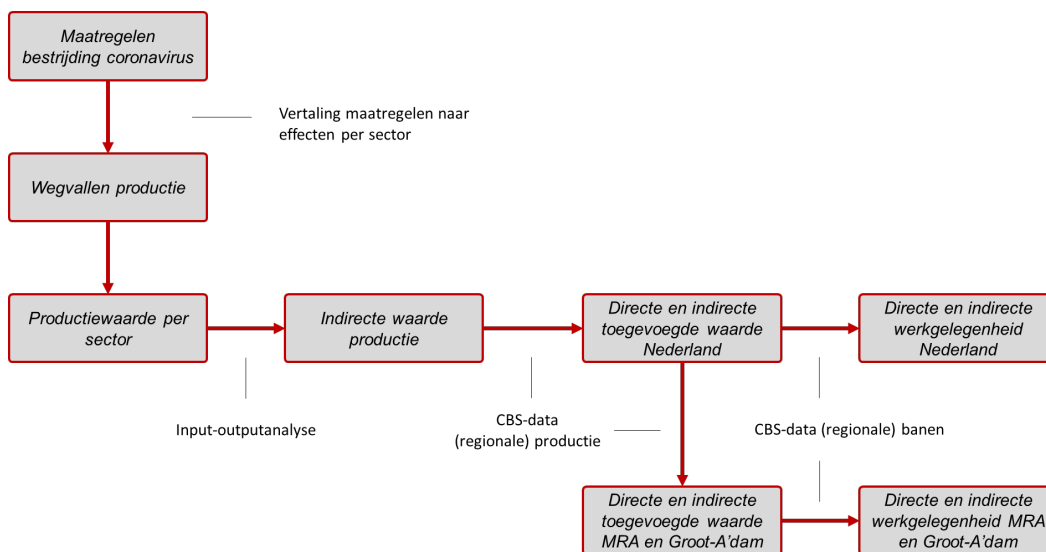 Maatregelen
bestrijding coronavirus
Vertaling maatregelen naar
effecten per sector
Wegvallen productie
Productiewaarde per
sector
Indirecte waarde
productie
Directe en indirecte
toegevoegde waarde
Nederland
Directe en indirecte
werkgelegenheid
Nederland
Input-outputanalyse
CBS-data
(regionale) productie
CBS-data (regionale) banen
Directe en indirecte
toegevoegde waarde
MRA en Groot-A'dam
Directe en indirecte
werkgelegenheid MRA
en Groot-A'dam